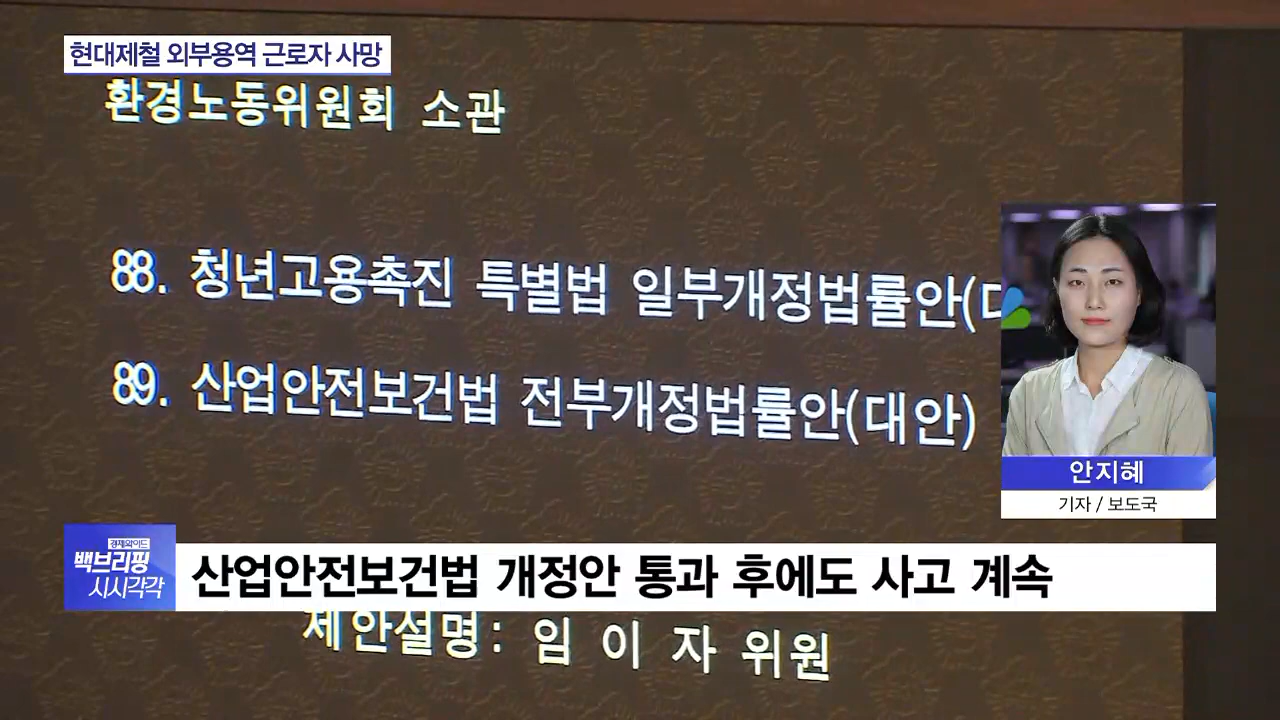 현대제철 외부용역 근로자 사망
환경노동위원회 소관
88. 청년고용촉진 특별법 일부개정법률안(대
89. 산업안전보건법 전부개정법률안(대안)
안지혜
기자 / 보도국
경제와이드
백브리핑
시시각각
산업안전보건법 개정안 통과 후에도 사고 계속
제안설명: 임 이 자 위원